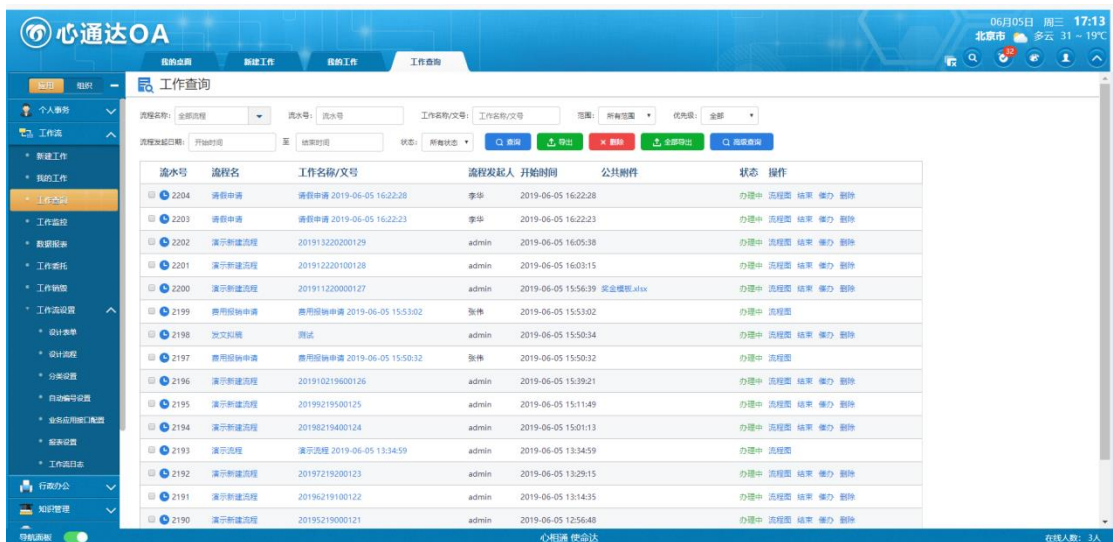 心通达OA
06月05日 周三 17:13
北京市 多云 31 ~ 19℃
我的桌面 新建工作 我的工作 工作查询
32
应用 组织
工作查询
个人事务
工作流
新建工作
我的工作
工作查询
工作监控
数据报表
工作委托
工作销毁
工作流设置
设计表单
设计流程
分类设置
自动编号设置
业务应用接口配置
报表设置
工作流日志
行政办公
知识管理
流程名称: 全部流程 流水号: 流水号 工作名称/文号: 工作名称/文号 范围: 所有范围 优先级: 全部
流程发起日期: 开始时间 至 结束时间 状态: 所有状态 查询 导出 删除 全部导出 高级查询
流水号 流程名 工作名称/文号 流程发起人 开始时间 公共附件 状态 操作
2204 请假申请 请假申请 2019-06-05 16:22:28 李华 2019-06-05 16:22:28 办理中 流程图 结束 催办 删除
2203 请假申请 请假申请 2019-06-05 16:22:23 李华 2019-06-05 16:22:23 办理中 流程图 结束 催办 删除
2202 演示新建流程 201913220200129 admin 2019-06-05 16:05:38 办理中 流程图 结束 催办 删除
2201 演示新建流程 201912220100128 admin 2019-06-05 16:03:15 办理中 流程图 结束 催办 删除
2200 演示新建流程 201911220000127 admin 2019-06-05 15:56:39 奖金模板.xlsx 办理中 流程图 结束 催办 删除
2199 费用报销申请 费用报销申请 2019-06-05 15:53:02 张伟 2019-06-05 15:53:02 办理中 流程图
2198 发文拟稿 测试 admin 2019-06-05 15:50:34 办理中 流程图 结束 催办 删除
2197 费用报销申请 费用报销申请 2019-06-05 15:50:32 张伟 2019-06-05 15:50:32 办理中 流程图
2196 演示新建流程 201910219600126 admin 2019-06-05 15:39:21 办理中 流程图 结束 催办 删除
2195 演示新建流程 20199219500125 admin 2019-06-05 15:11:49 办理中 流程图 结束 催办 删除
2194 演示新建流程 20198219400124 admin 2019-06-05 15:01:13 办理中 流程图 结束 催办 删除
2193 演示流程 演示流程 2019-06-05 13:34:59 admin 2019-06-05 13:34:59 办理中 流程图
2192 演示新建流程 20197219200123 admin 2019-06-05 13:29:15 办理中 流程图 结束 催办 删除
2191 演示新建流程 20196219100122 admin 2019-06-05 13:14:35 办理中 流程图 结束 催办 删除
2190 演示新建流程 20195219000121 admin 2019-06-05 12:56:48 办理中 流程图 结束 催办 删除
导航面板 心相通 使命达 在线人数: 3人